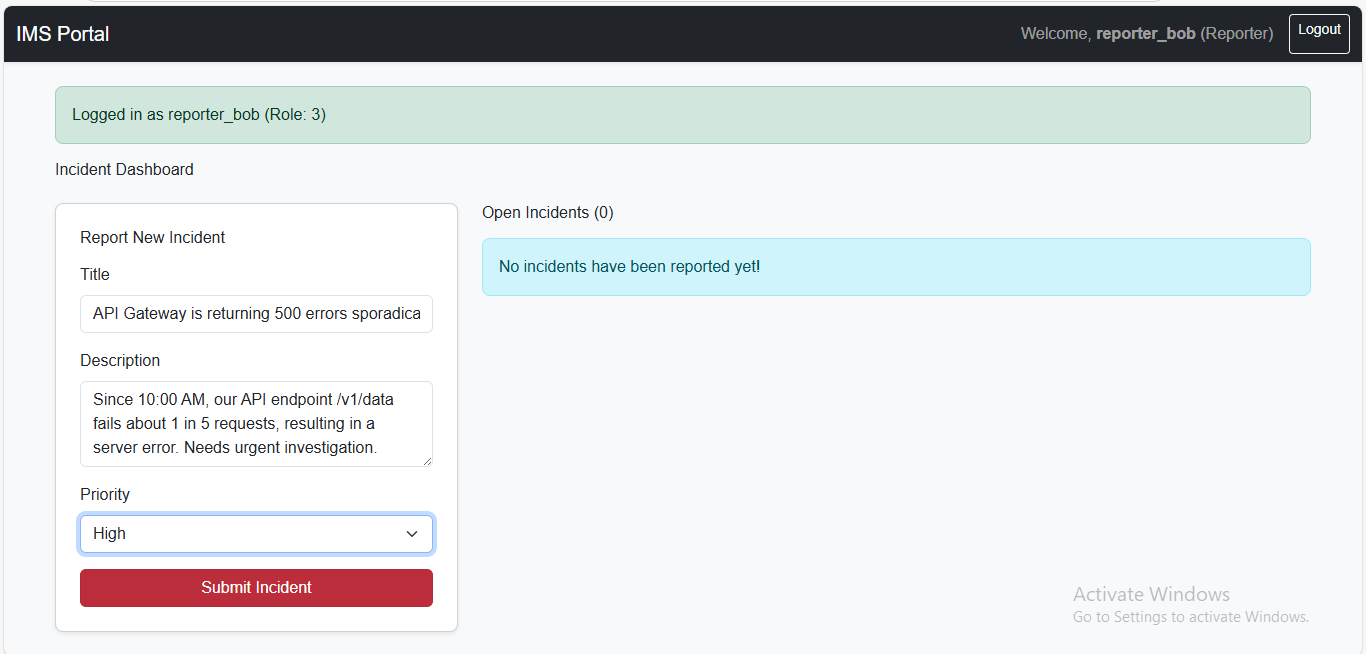 IMS Portal
Welcome, reporter_bob (Reporter)
Logout
Logged in as reporter_bob (Role: 3)
Incident Dashboard
Report New Incident
Title
API Gateway is returning 500 errors sporadica
Description
Since 10:00 AM, our API endpoint /v1/data
fails about 1 in 5 requests, resulting in a
server error. Needs urgent investigation.
Priority
High
Submit Incident
Open Incidents (0)
No incidents have been reported yet!
Activate Windows
Go to Settings to activate Windows.